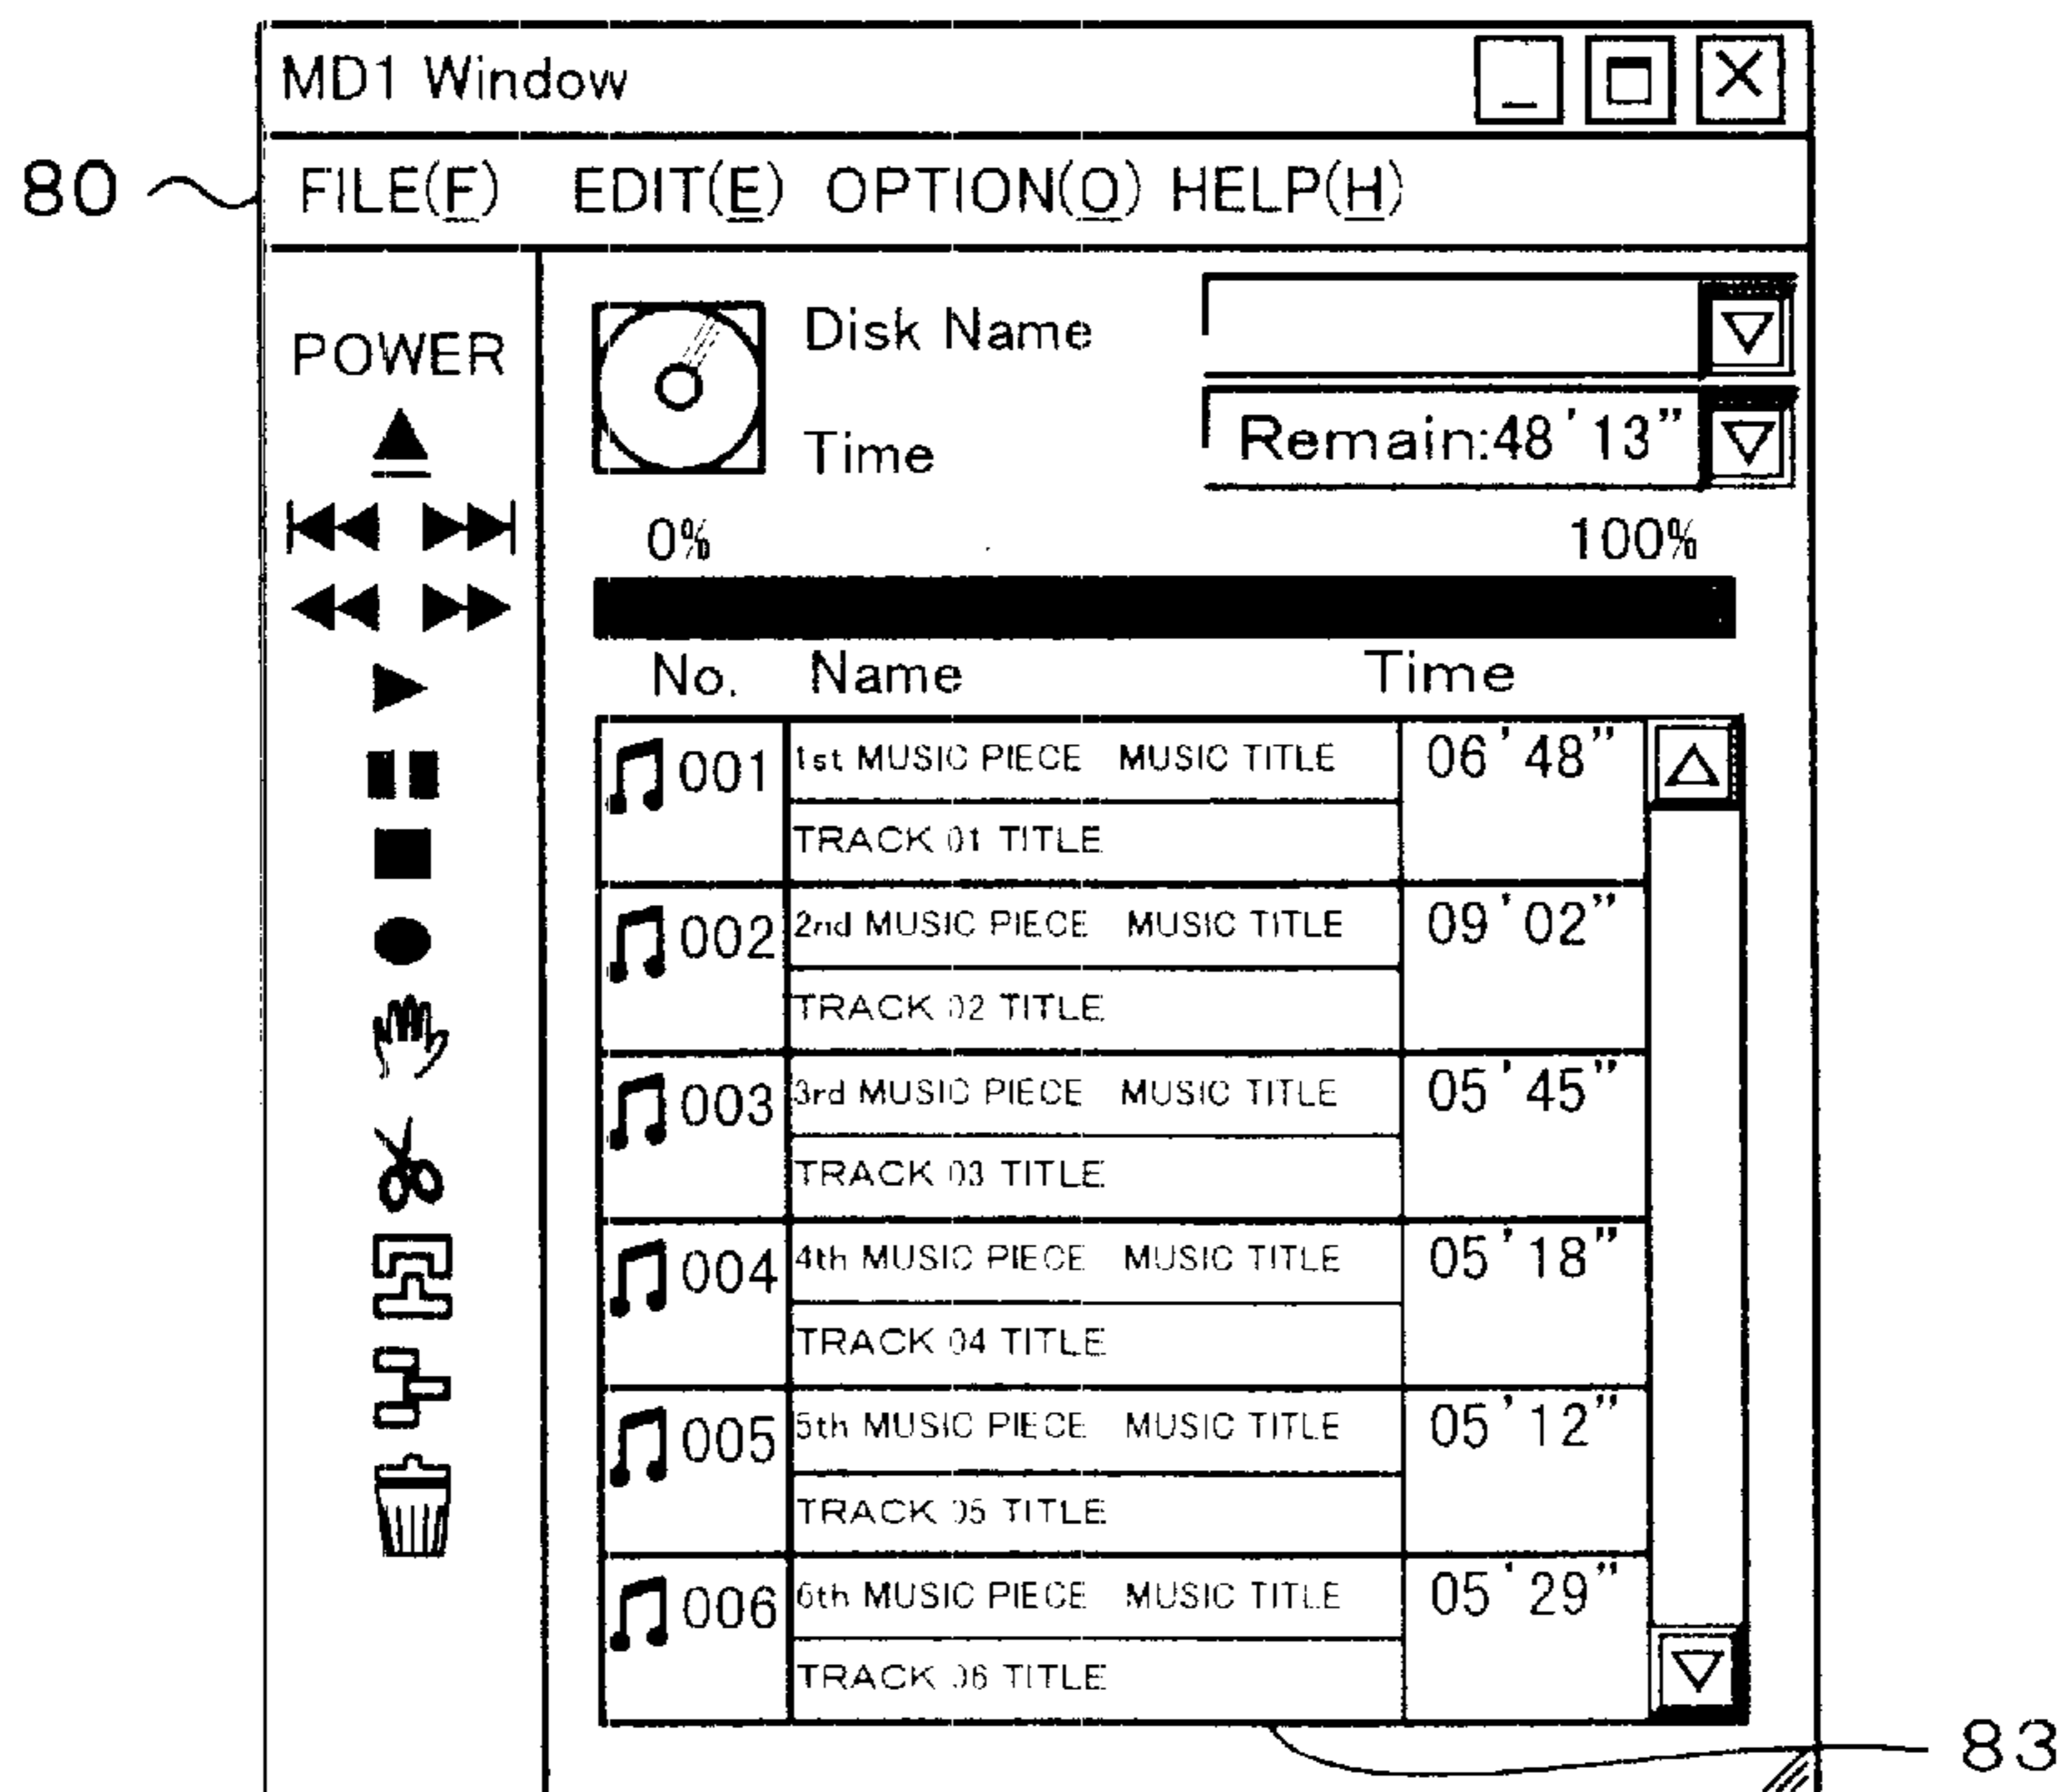 MD1 Window
80
FILE(F) EDIT(E) OPTION(O) HELP(H)
POWER
Disk Name
Time
Remain:48'13"
0% 100%
No. Name Time
001 1st MUSIC PIECE MUSIC TITLE 06'48"
TRACK 01 TITLE
002 2nd MUSIC PIECE MUSIC TITLE 09'02"
TRACK 02 TITLE
003 3rd MUSIC PIECE MUSIC TITLE 05'45"
TRACK 03 TITLE
004 4th MUSIC PIECE MUSIC TITLE 05'18"
TRACK 04 TITLE
005 5th MUSIC PIECE MUSIC TITLE 05'12"
TRACK 05 TITLE
006 6th MUSIC PIECE MUSIC TITLE 05'29"
TRACK 06 TITLE
83